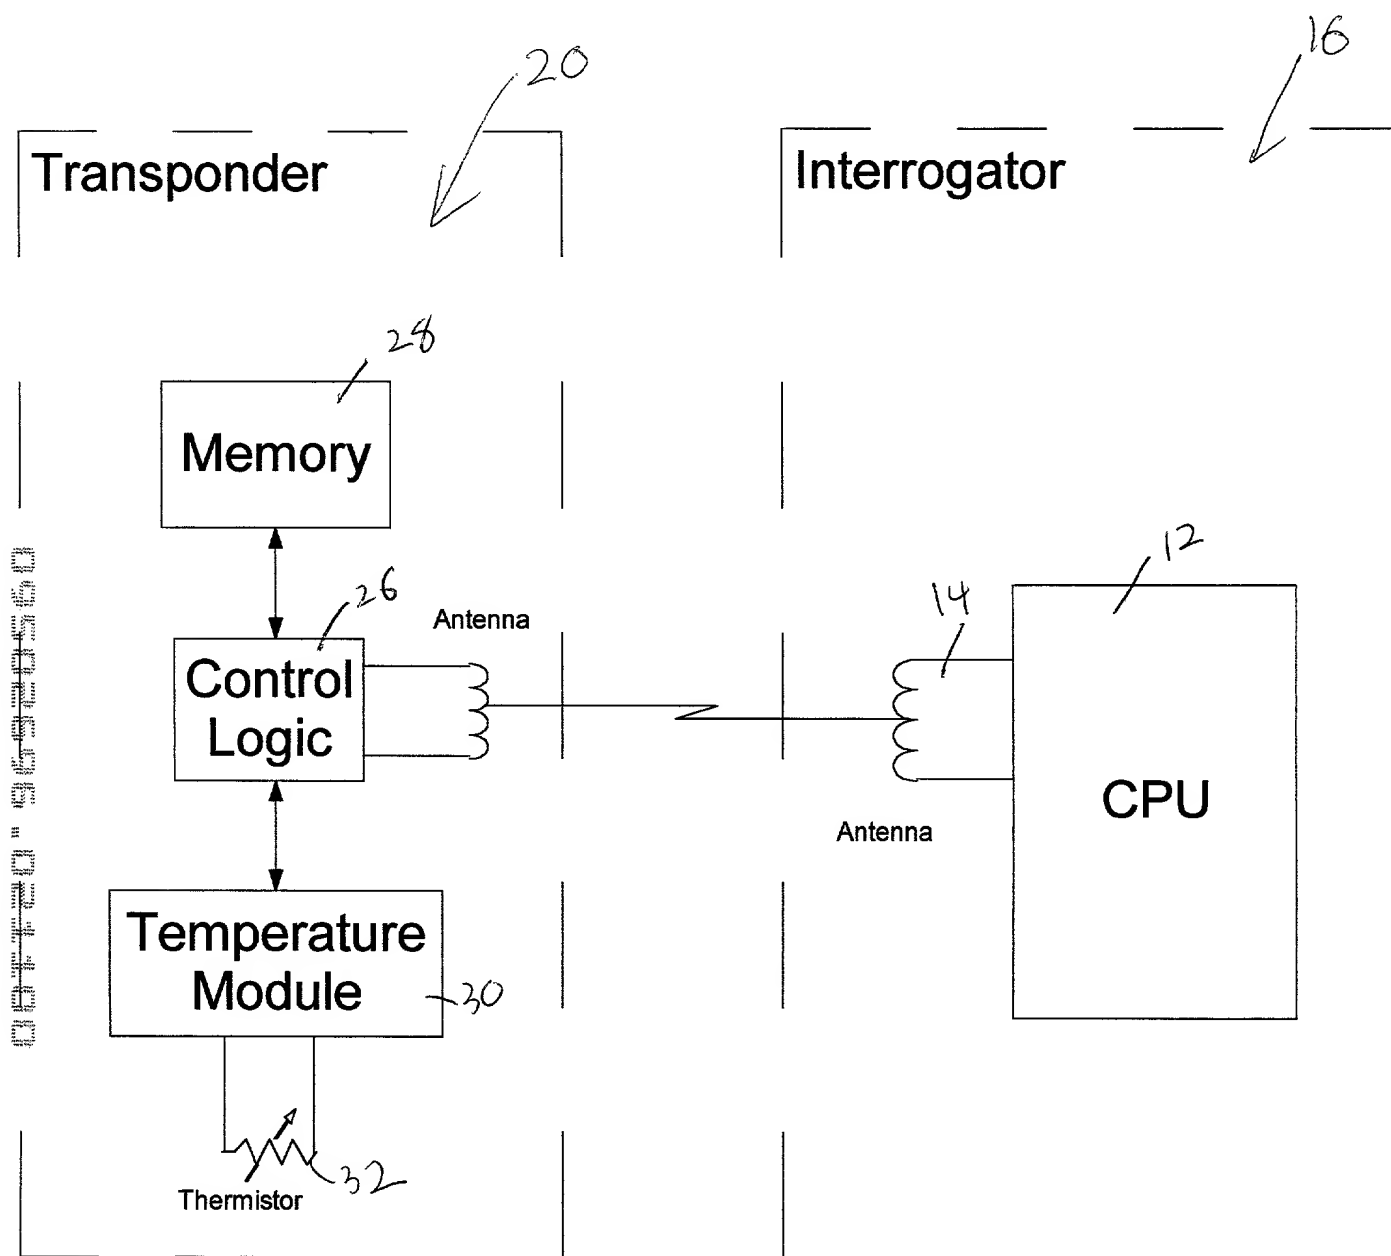 20
16
Transponder
Interrogator
28
Memory
12
26
14
Antenna
Control
Logic
CPU
Antenna
Temperature
Module
30
32
Thermistor